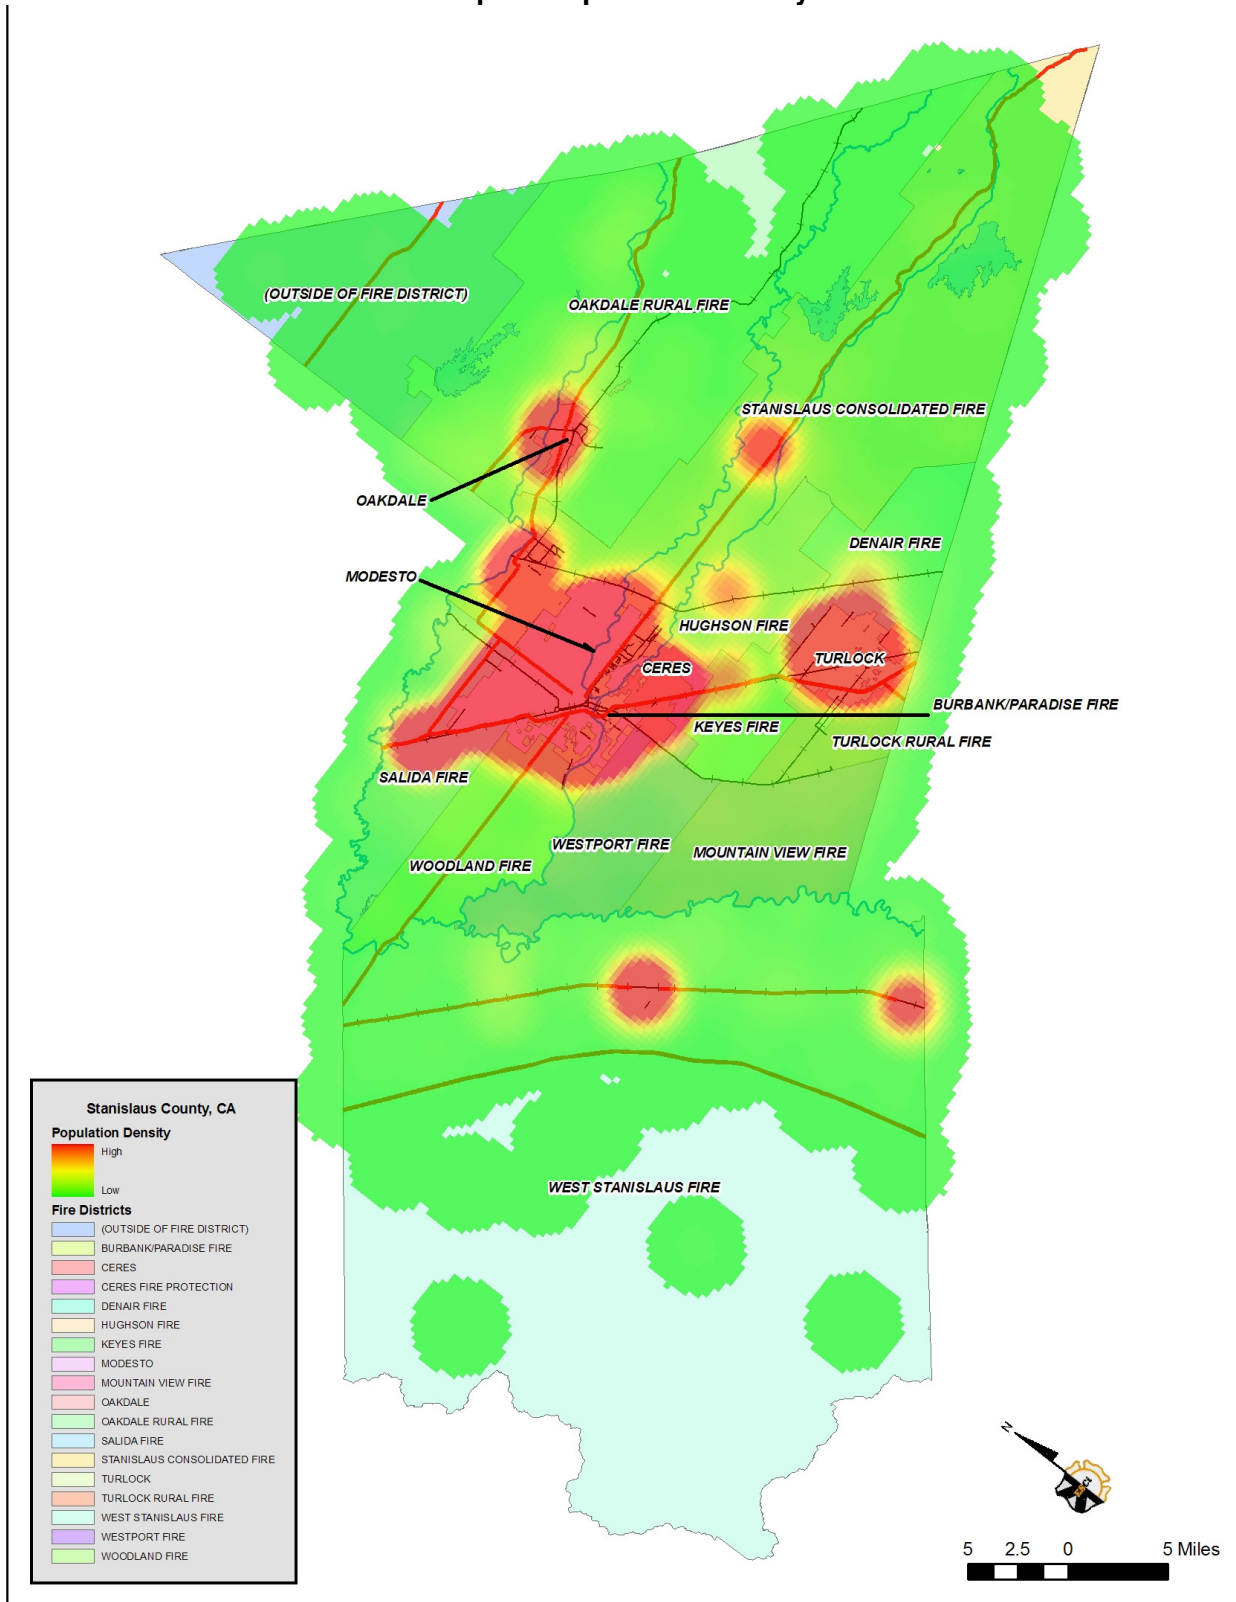 (OUTSIDE OF FIRE DISTRICT)
OAKDALE RURAL FIRE
STANISLAUS CONSOLIDATED FIRE
OAKDALE
DENAIR FIRE
MODESTO
HUGHSON FIRE
CERES
TURLOCK
BURBANK/PARADISE FIRE
KEYES FIRE
TURLOCK RURAL FIRE
SALIDA FIRE
WESTPORT FIRE
MOUNTAIN VIEW FIRE
WOODLAND FIRE
WEST STANISLAUS FIRE
Stanislaus County, CA
Population Density
High
Low
Fire Districts
(OUTSIDE OF FIRE DISTRICT)
BURBANK/PARADISE FIRE
CERES
CERES FIRE PROTECTION
DENAIR FIRE
HUGHSON FIRE
KEYES FIRE
MODESTO
MOUNTAIN VIEW FIRE
OAKDALE
OAKDALE RURAL FIRE
SALIDA FIRE
STANISLAUS CONSOLIDATED FIRE
TURLOCK
TURLOCK RURAL FIRE
WEST STANISLAUS FIRE
WESTPORT FIRE
WOODLAND FIRE
N
5 2.5 0 5 Miles